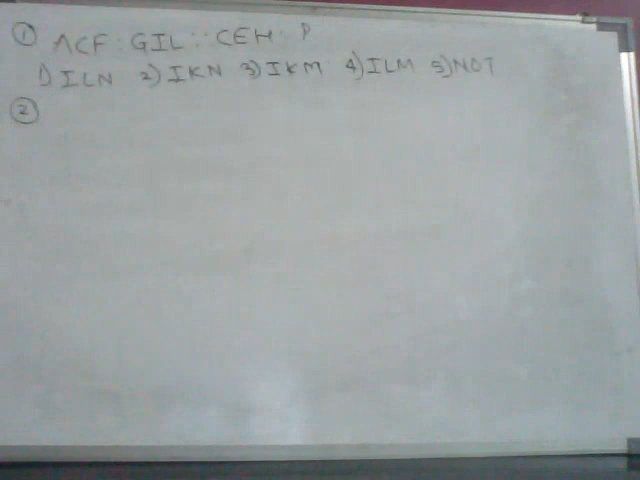 ① ACF : GIL :: CEH : ?
1) ILN 2) IKN 3) IKM 4) ILM 5) NOT
②